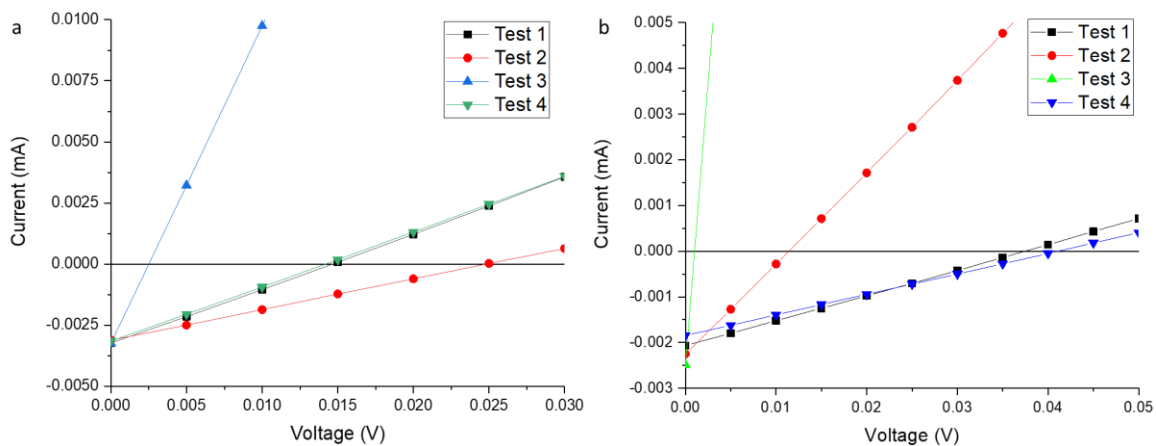 a
0.0100
0.0075
0.0050
0.0025
0.0000
-0.0025
-0.0050
Current (mA)
Test 1
Test 2
Test 3
Test 4
0.000
0.005
0.010
0.015
0.020
0.025
0.030
Voltage (V)
b
0.005
0.004
0.003
0.002
0.001
0.000
-0.001
-0.002
-0.003
Current (mA)
Test 1
Test 2
Test 3
Test 4
0.00
0.01
0.02
0.03
0.04
0.05
Voltage (V)